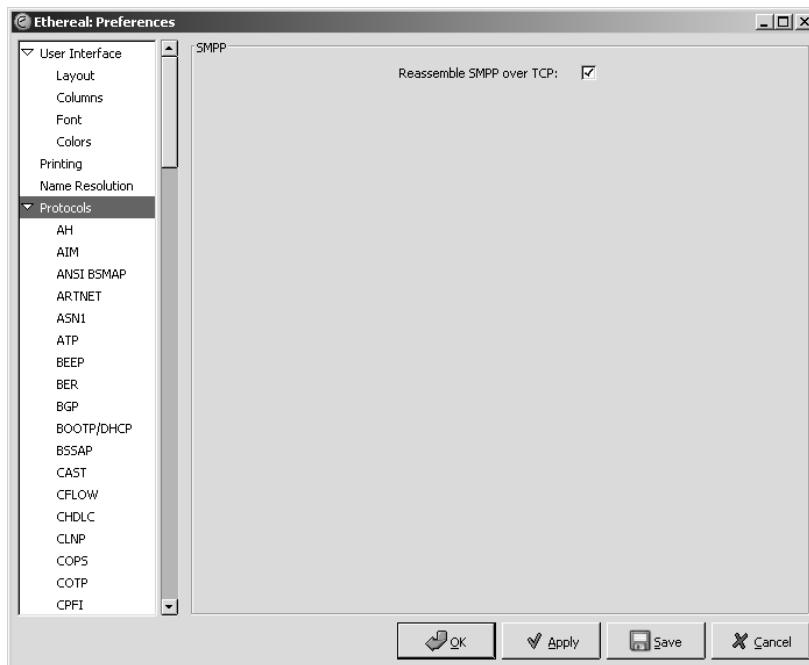 Ethereal: Preferences
User Interface
Layout
Columns
Font
Colors
Printing
Name Resolution
Protocols
AH
AIM
ANSI BSMAP
ARTNET
ASN1
ATP
BEEP
BER
BGP
BOOTP/DHCP
BSSAP
CAST
CFLOW
CHDLC
CLNP
COPS
COTP
CPFI
SMPP
Reassemble SMPP over TCP:
OK Apply Save Cancel